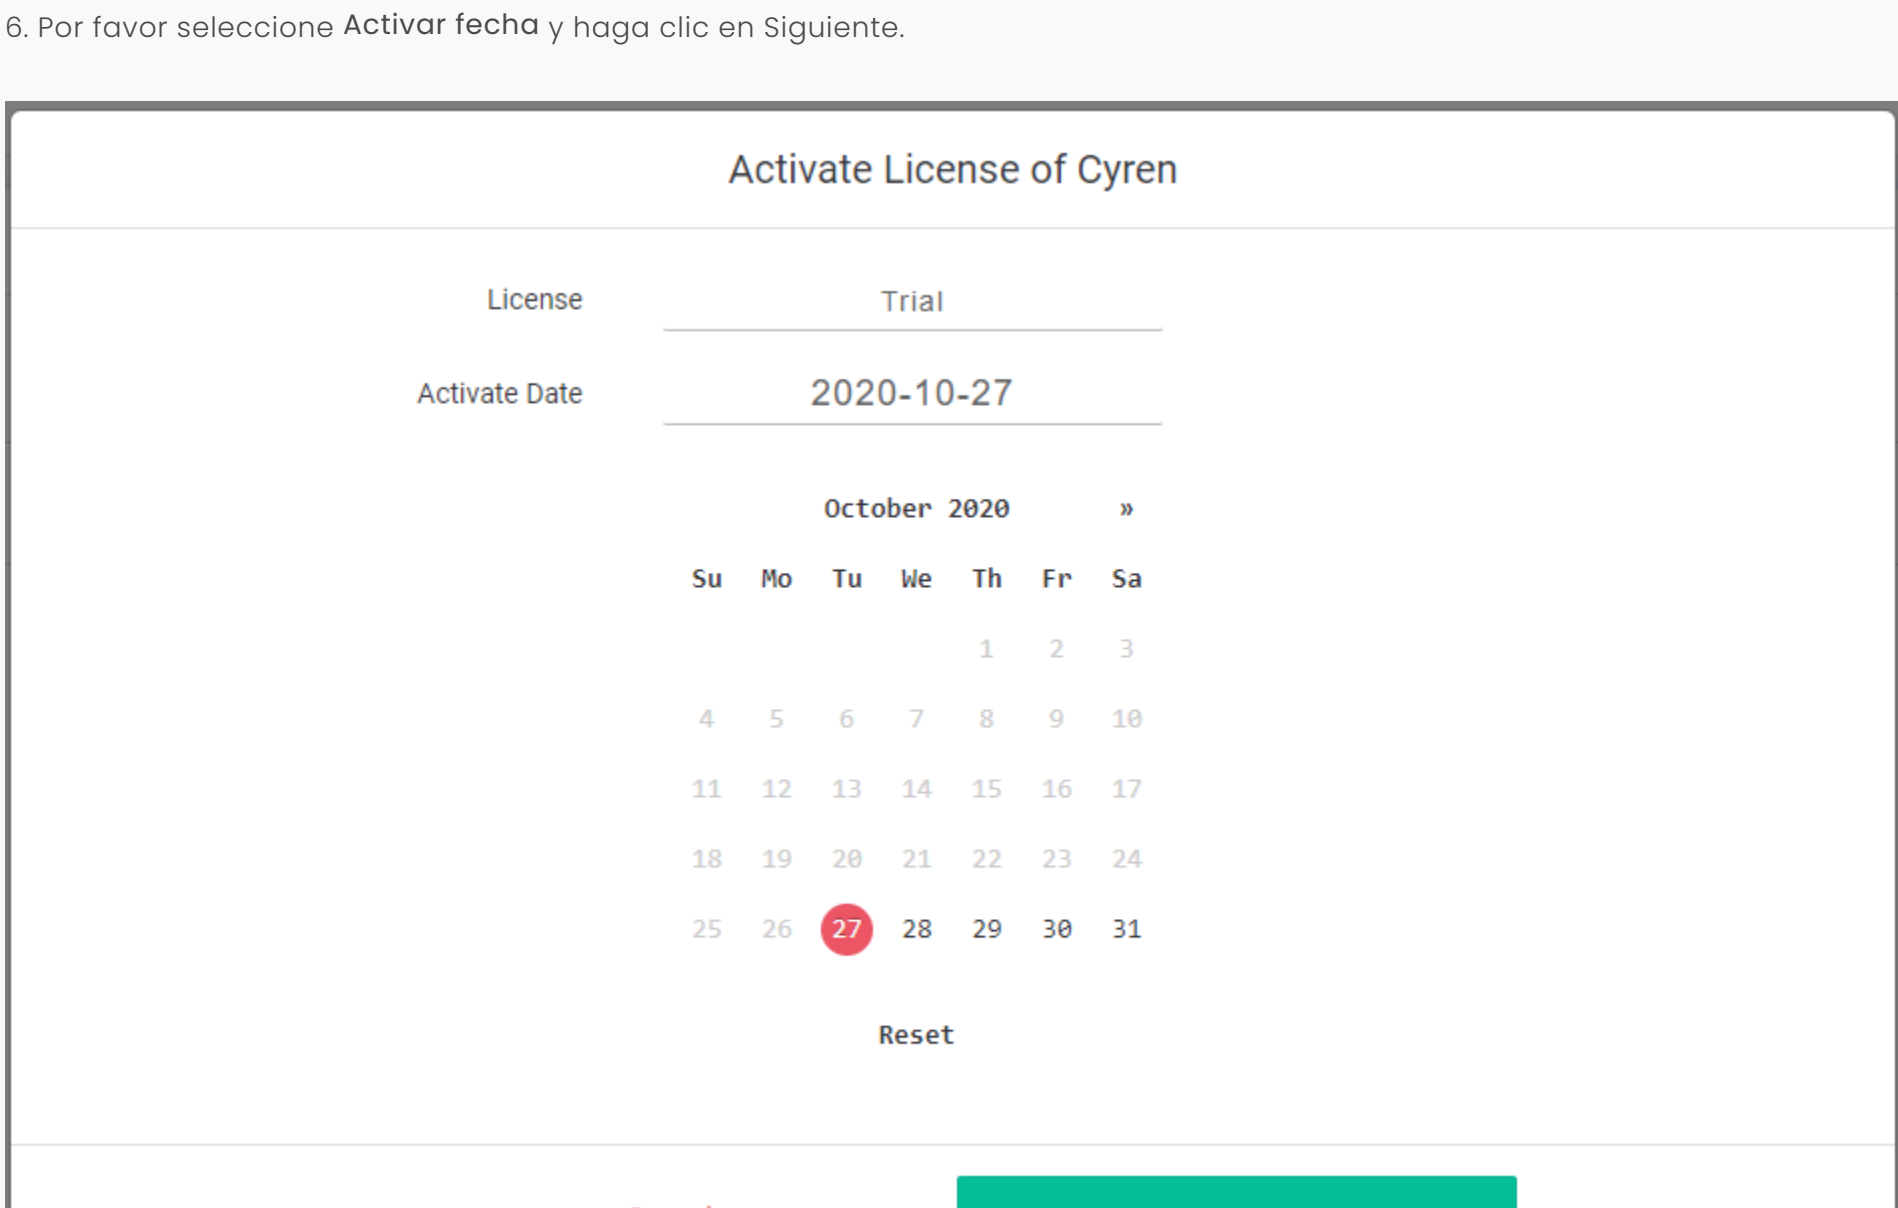 6. Por favor seleccione Activar fecha y haga clic en Siguiente.
Activate License of Cyren
License Trial
Activate Date 2020-10-27
October 2020 »
Su Mo Tu We Th Fr Sa
1 2 3
4 5 6 7 8 9 10
11 12 13 14 15 16 17
18 19 20 21 22 23 24
25 26 27 28 29 30 31
Reset